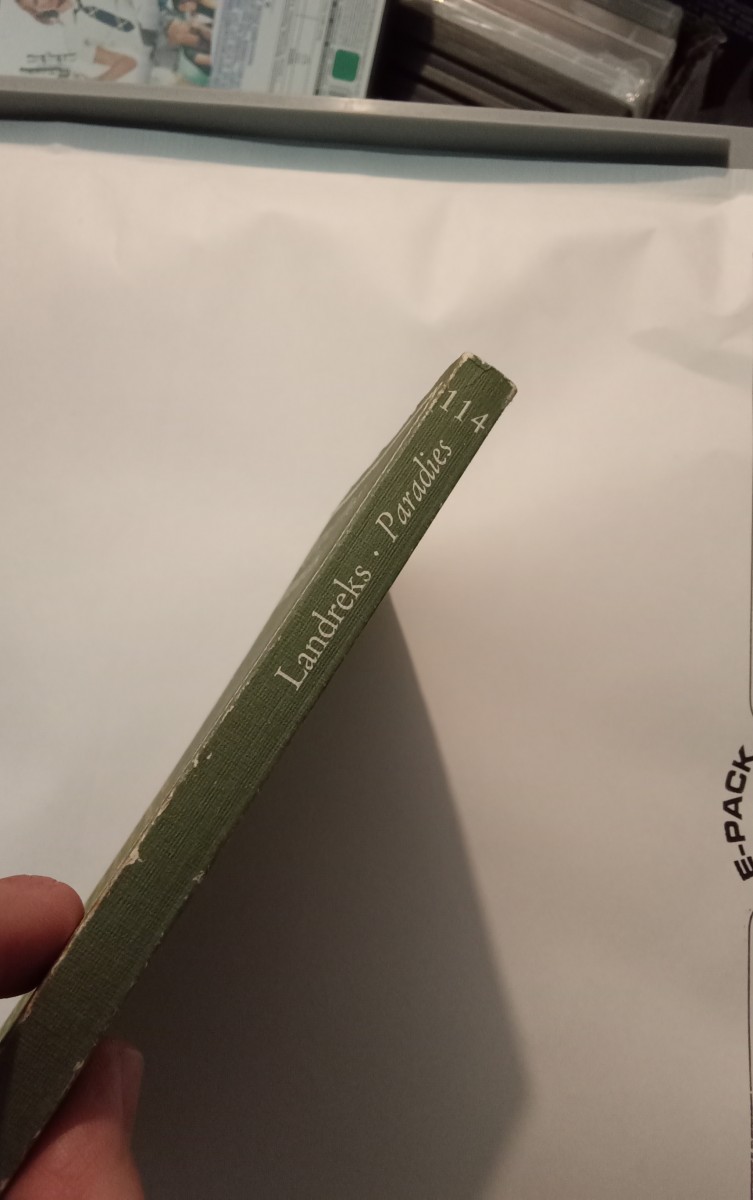 Landreks · Paradies 114
E-PACK